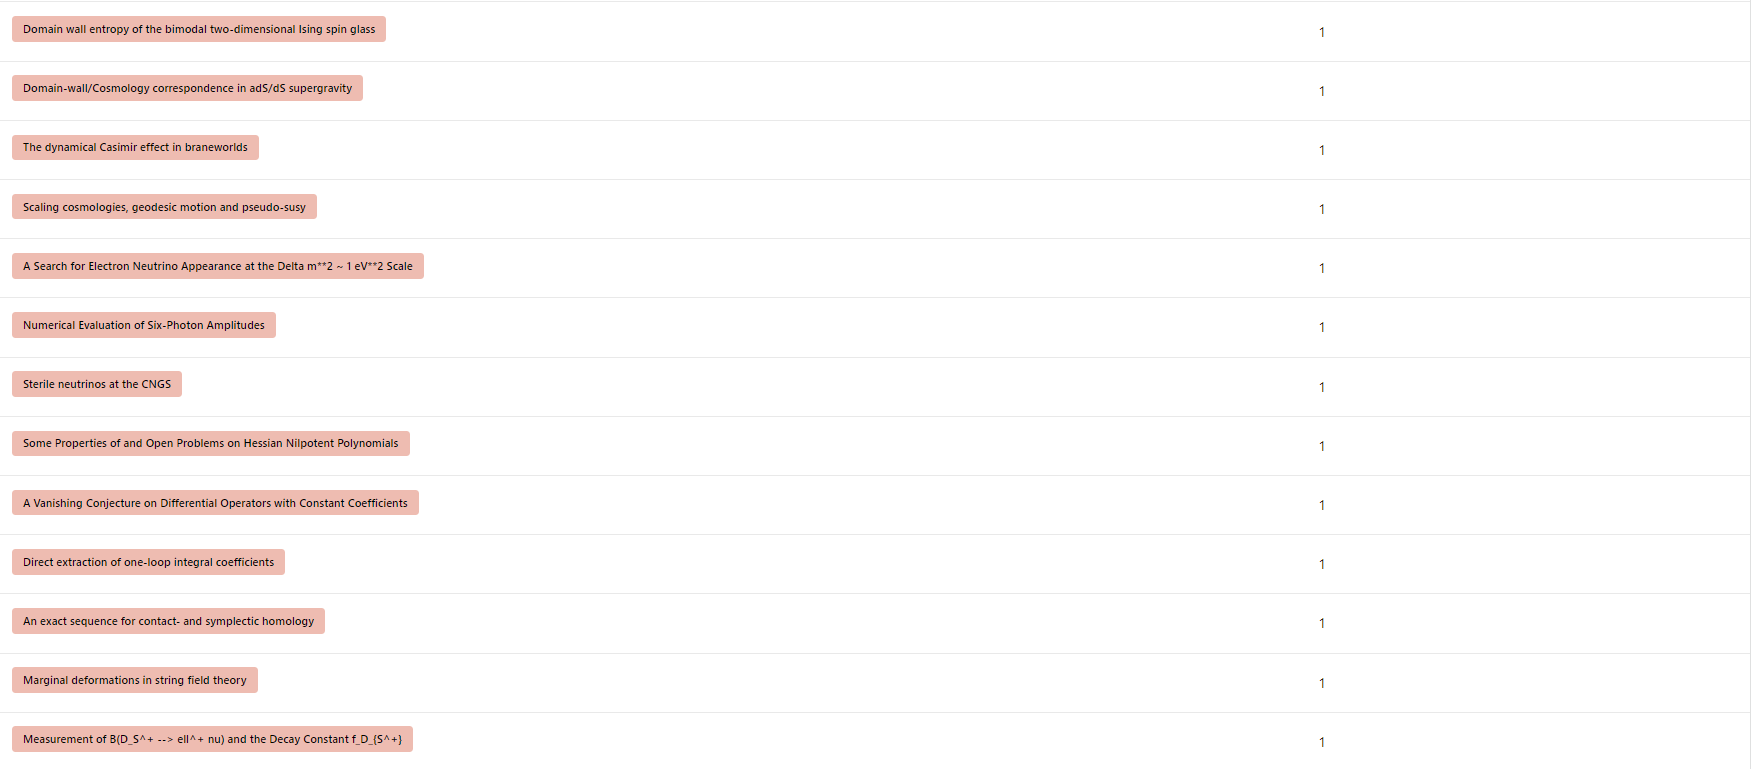 Domain wall entropy of the bimodal two-dimensional Ising spin glass 1
Domain-wall/Cosmology correspondence in adS/dS supergravity 1
The dynamical Casimir effect in braneworlds 1
Scaling cosmologies, geodesic motion and pseudo-susy 1
A Search for Electron Neutrino Appearance at the Delta m**2 ~ 1 eV**2 Scale 1
Numerical Evaluation of Six-Photon Amplitudes 1
Sterile neutrinos at the CNGS 1
Some Properties of and Open Problems on Hessian Nilpotent Polynomials 1
A Vanishing Conjecture on Differential Operators with Constant Coefficients 1
Direct extraction of one-loop integral coefficients 1
An exact sequence for contact- and symplectic homology 1
Marginal deformations in string field theory 1
Measurement of B(D_S^+ --> ell^+ nu) and the Decay Constant f_D_{S^+} 1